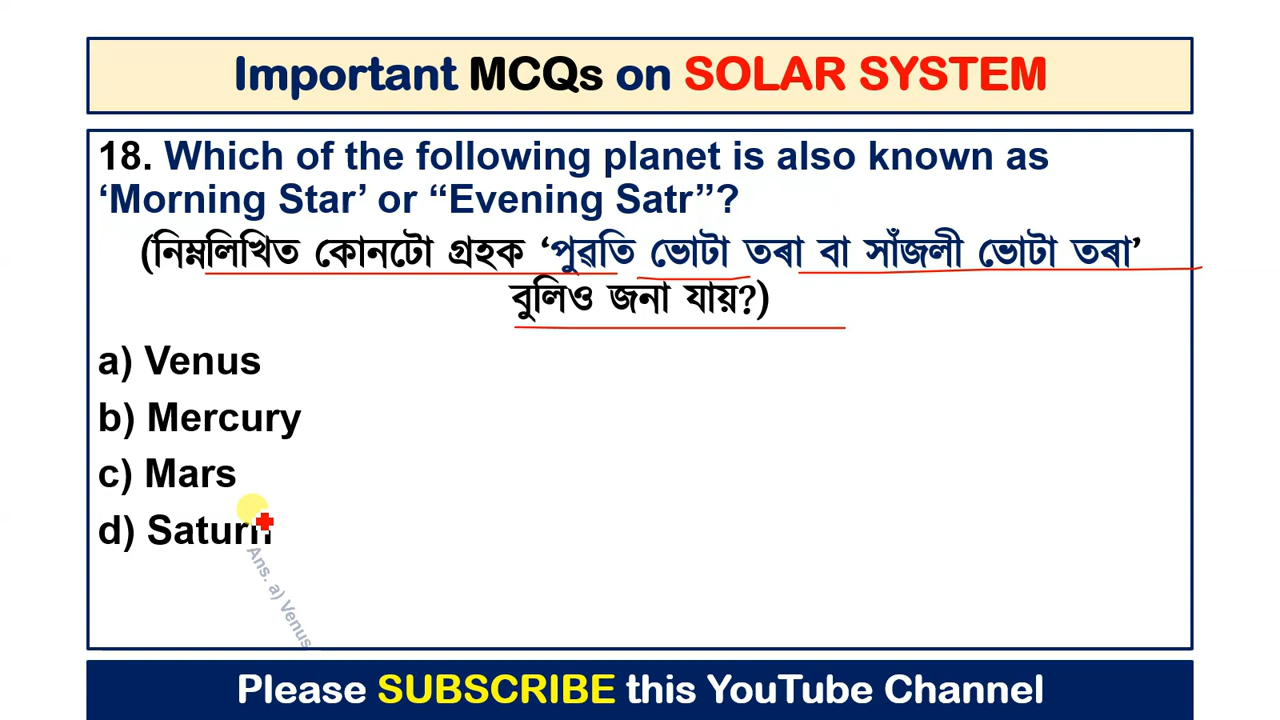 Important MCQs on SOLAR SYSTEM
18. Which of the following planet is also known as
‘Morning Star’ or “Evening Satr”?
(নিম্নলিখিত কোনটো গ্ৰহক ‘পুৱতি ভোটা তৰা বা সাঁজলী ভোটা তৰা’
বুলিও জনা যায়?)
a) Venus
b) Mercury
c) Mars
d) Saturn
Ans. a) Venus
Please SUBSCRIBE this YouTube Channel